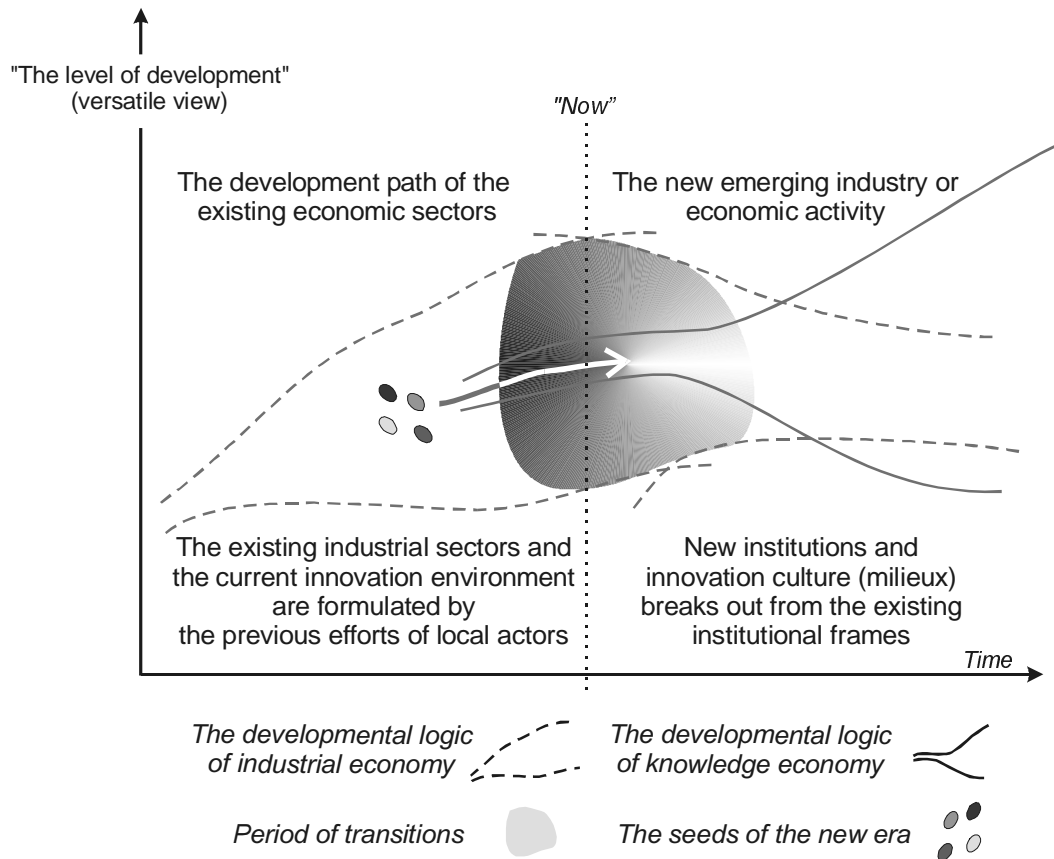 "The level of development"
(versatile view)
"Now”
The development path of the
existing economic sectors
The new emerging industry or
economic activity
The existing industrial sectors and
the current innovation environment
are formulated by
the previous efforts of local actors
New institutions and
innovation culture (milieux)
breaks out from the existing
institutional frames
Time
The developmental logic
of industrial economy
The developmental logic
of knowledge economy
Period of transitions
The seeds of the new era